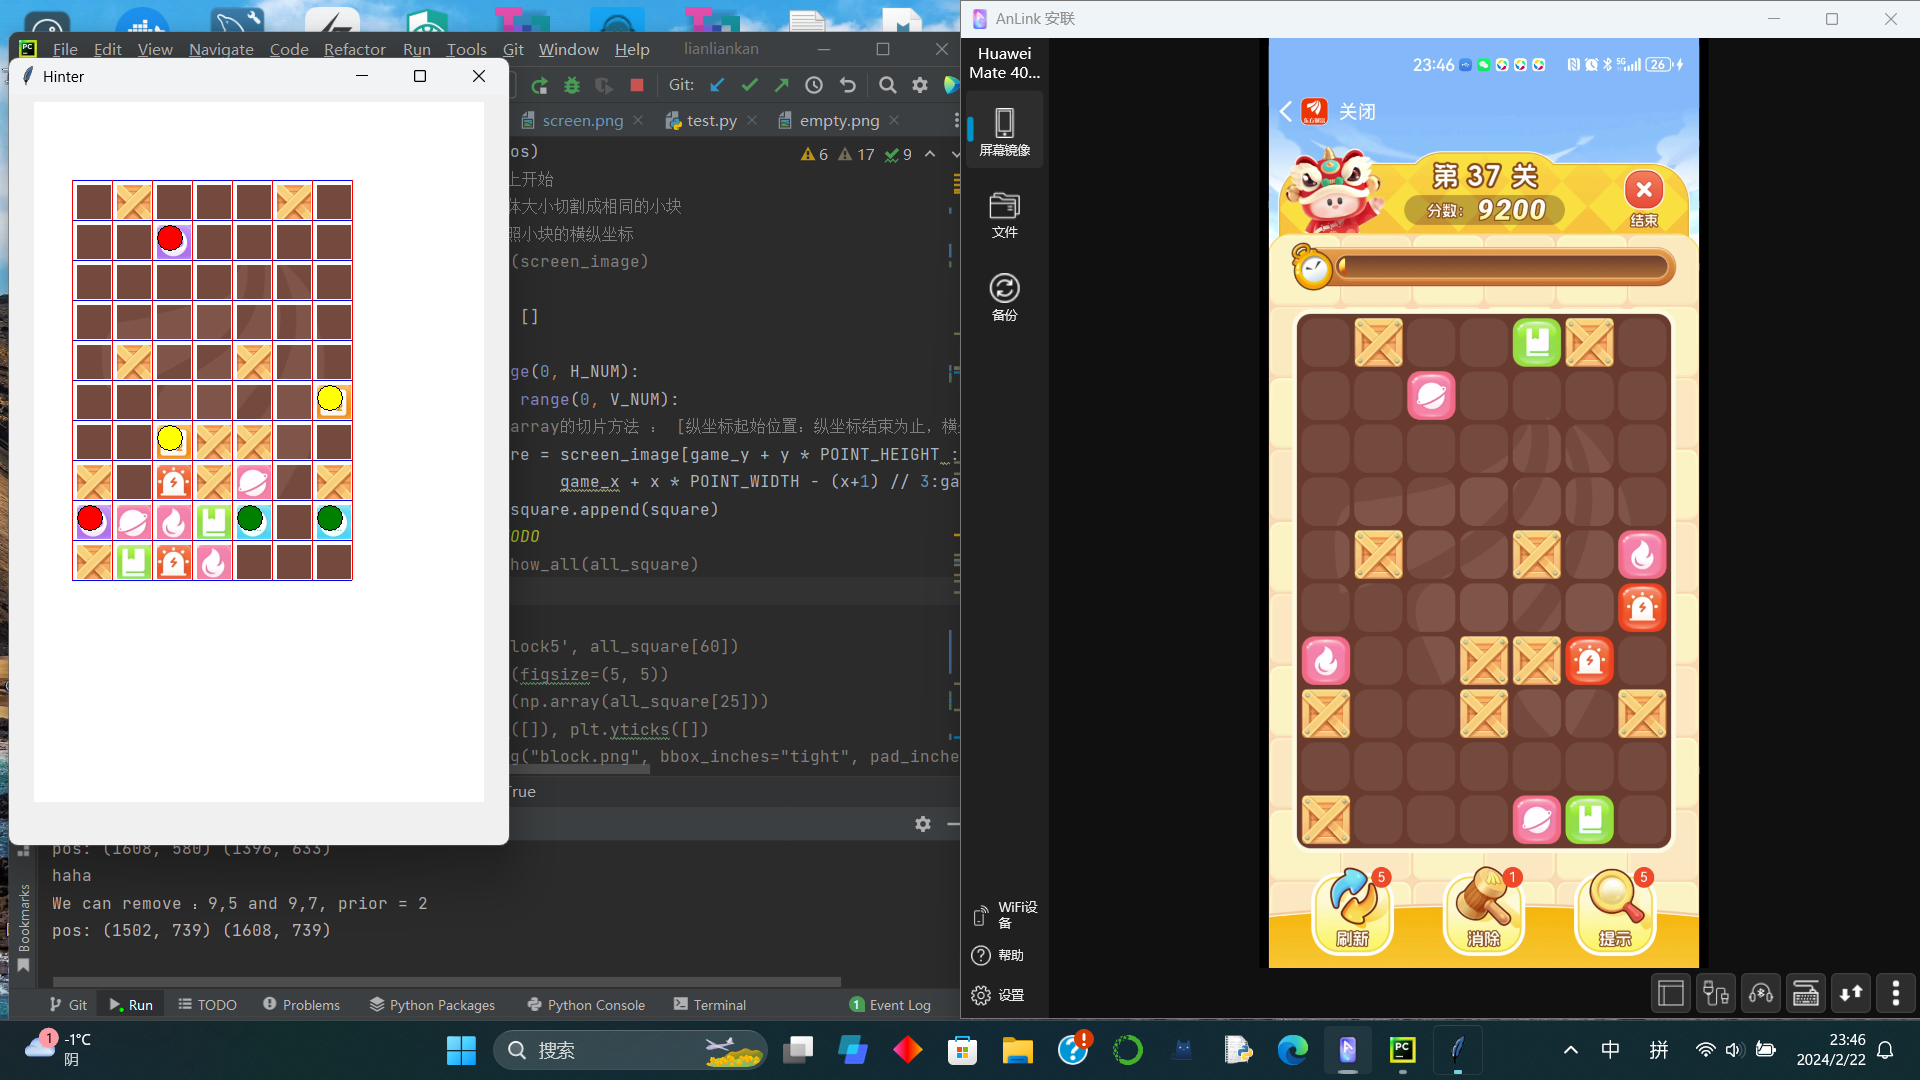 File Edit View Navigate Code Refactor Run Tools Git Window Help lianliankan
Hinter
Git:
screen.png test.py empty.png
os)
6 17 9
上开始
体大小切割成相同的小块
照小块的横纵坐标
(screen_image)
[]
ge(0, H_NUM):
range(0, V_NUM):
array的切片方法 : [纵坐标起始位置:纵坐标结束为止,横
re = screen_image[game_y + y * POINT_HEIGHT :
game_x + x * POINT_WIDTH - (x+1) // 3:ga
square.append(square)
ODO
how_all(all_square)
lock5', all_square[60])
(figsize=(5, 5))
(np.array(all_square[25]))
([]), plt.yticks([])
g("block.png", bbox_inches="tight", pad_inche
rue
pos: (1608, 580) (1396, 633)
haha
We can remove : 9,5 and 9,7, prior = 2
pos: (1502, 739) (1608, 739)
Bookmarks
Git Run TODO Problems Python Packages Python Console Terminal 1 Event Log
AnLink 安联
Huawei
Mate 40...
屏幕镜像
文件
备份
WiFi设
备
帮助
设置
23:46 5G 26
关闭
第 37 关
分数: 9200
结束
5 1 5
刷新 消除 提示
1 -1°C
阴
搜索
中 拼
23:46
2024/2/22